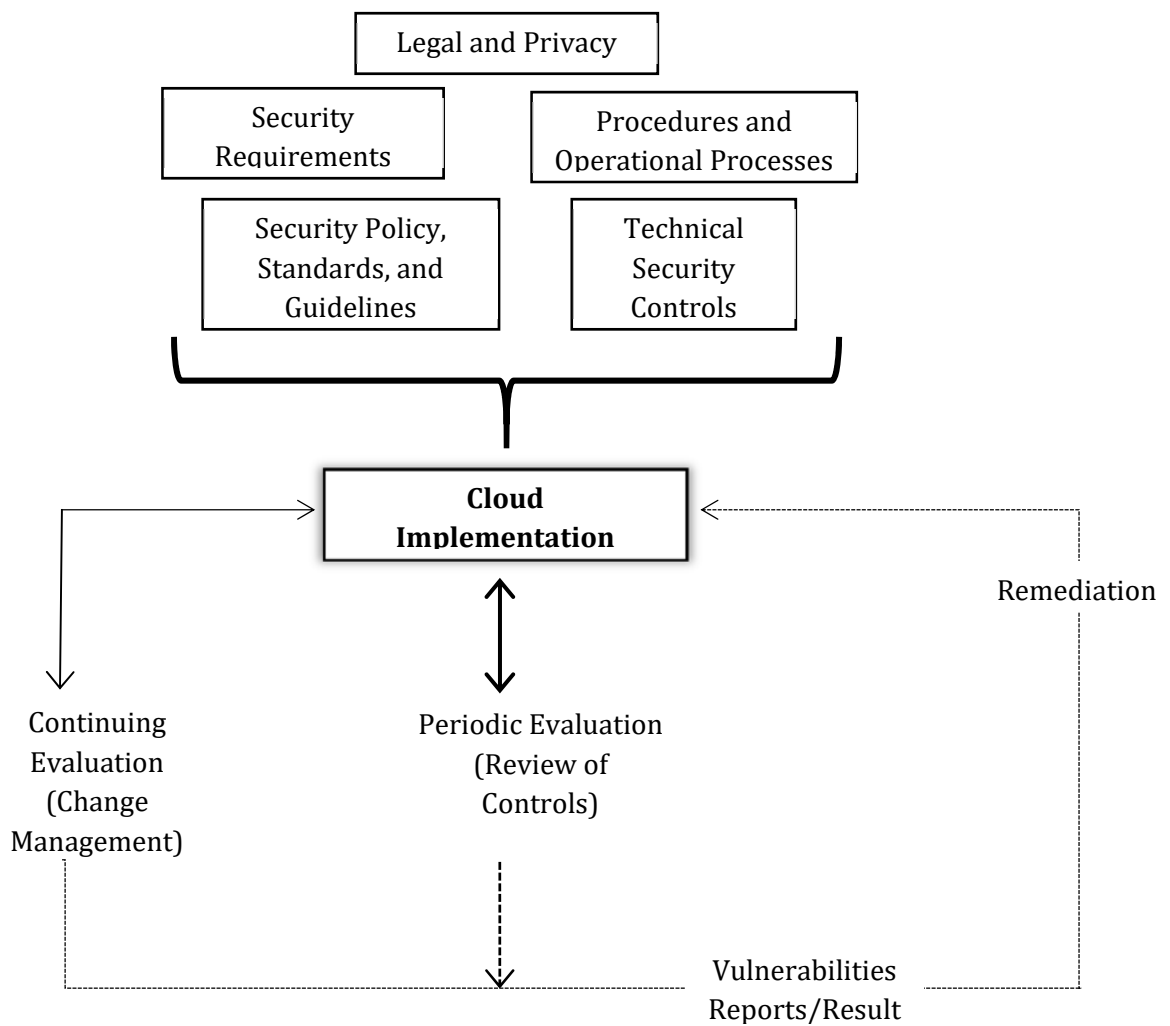 Legal and Privacy
Security
Requirements
Procedures and
Operational Processes
Security Policy,
Standards, and
Guidelines
Technical
Security
Controls
Cloud
Implementation
Remediation
Continuing
Evaluation
(Change
Management)
Periodic Evaluation
(Review of
Controls)
Vulnerabilities
Reports/Result